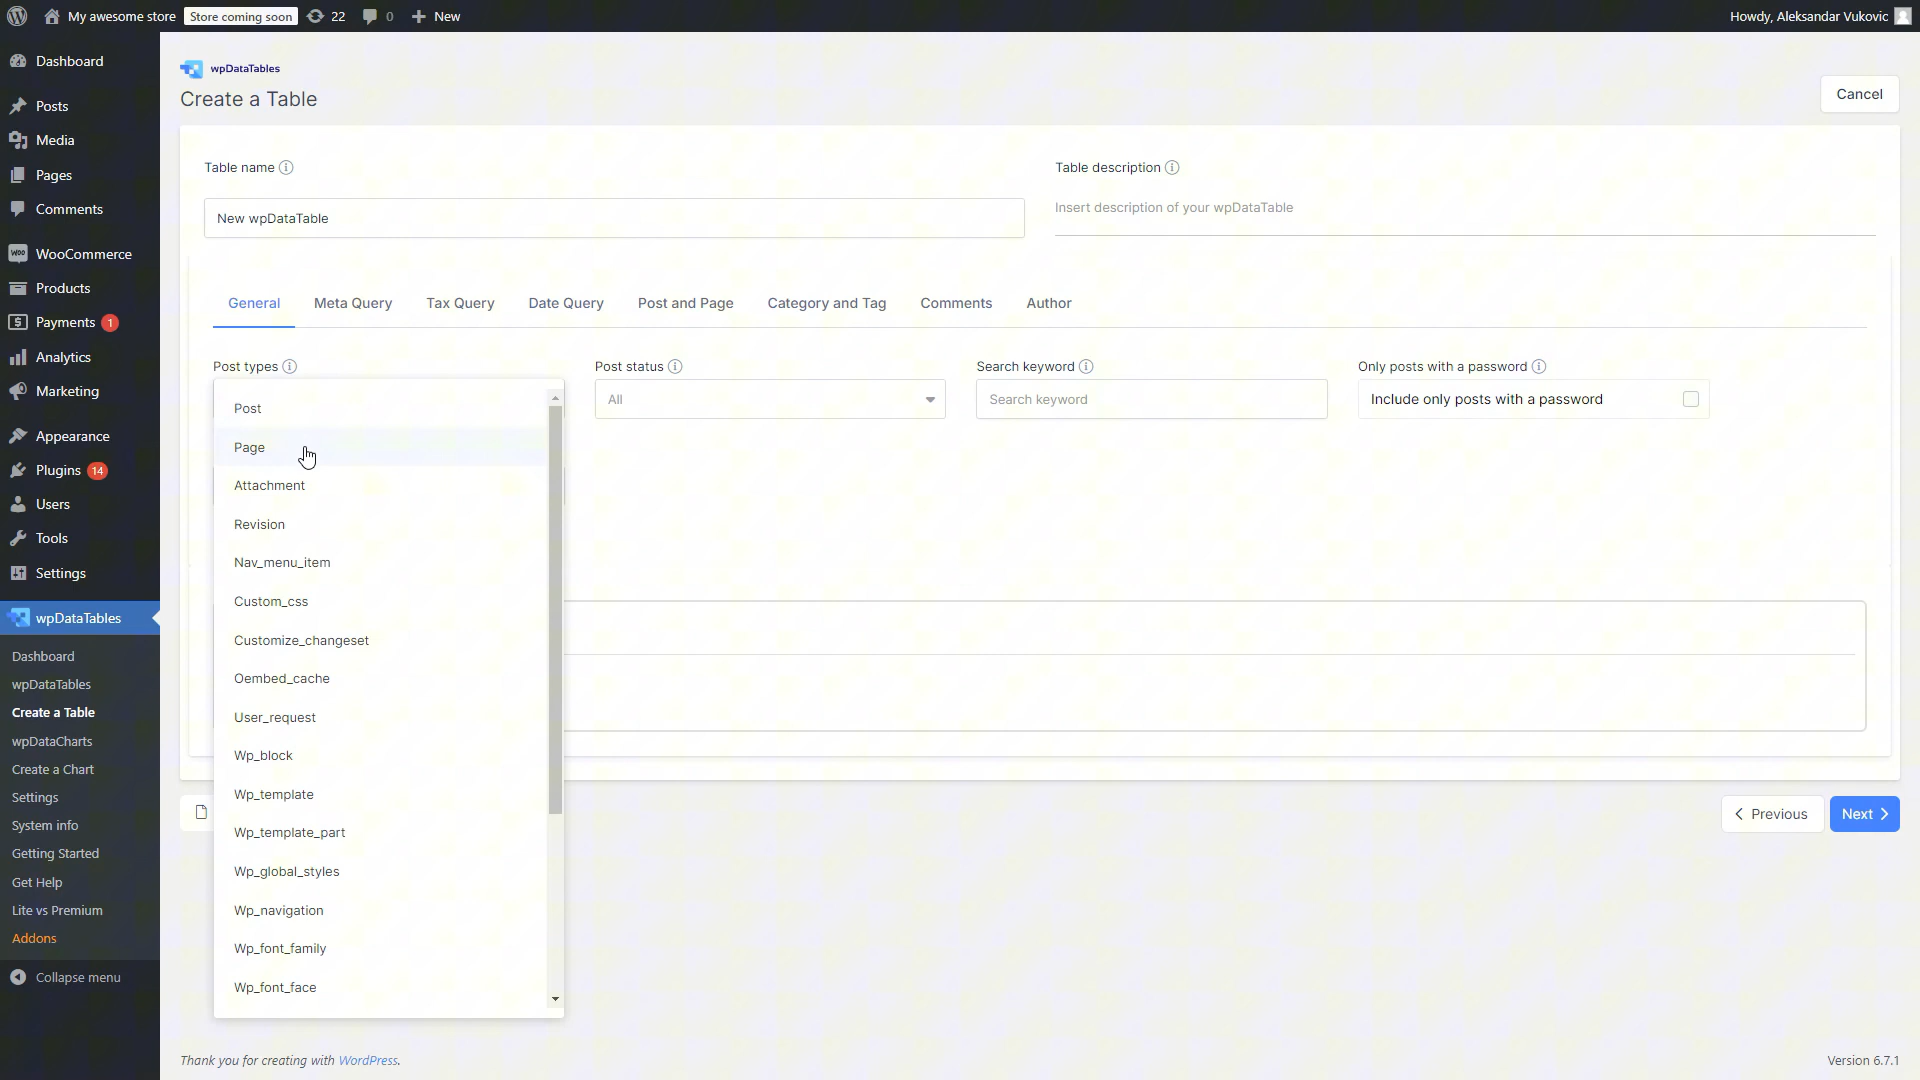 My awesome store
Store coming soon
22
0
New
Howdy, Aleksandar Vukovic
Dashboard
Posts
Media
Pages
Comments
WooCommerce
Products
Payments 1
Analytics
Marketing
Appearance
Plugins 14
Users
Tools
Settings
wpDataTables
Dashboard
wpDataTables
Create a Table
wpDataCharts
Create a Chart
Settings
System info
Getting Started
Get Help
Lite vs Premium
Addons
Collapse menu
wpDataTables
Create a Table
Cancel
Table name
New wpDataTable
Table description
Insert description of your wpDataTable
General
Meta Query
Tax Query
Date Query
Post and Page
Category and Tag
Comments
Author
Post types
Post
Page
Attachment
Revision
Nav_menu_item
Custom_css
Customize_changeset
Oembed_cache
User_request
Wp_block
Wp_template
Wp_template_part
Wp_global_styles
Wp_navigation
Wp_font_family
Wp_font_face
Post status
All
Search keyword
Search keyword
Only posts with a password
Include only posts with a password
Previous
Next
Thank you for creating with WordPress.
Version 6.7.1